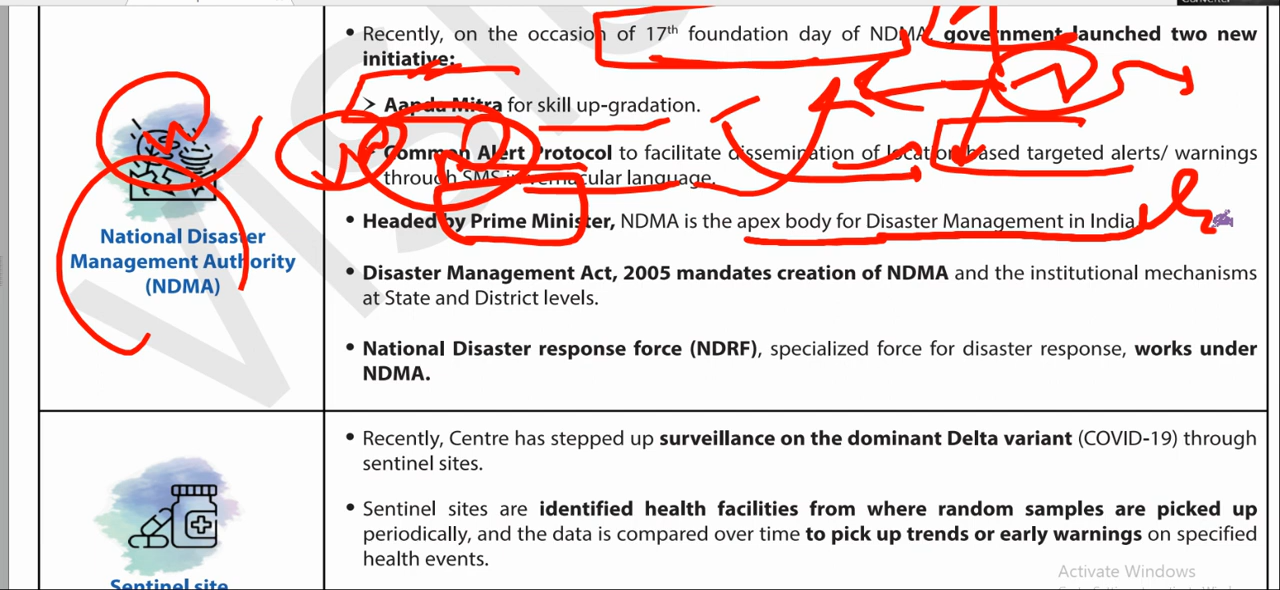 • Recently, on the occasion of 17th foundation day of NDMA, government launched two new
initiative:
➢ Aapda Mitra for skill up-gradation.
Common Alert Protocol to facilitate dissemination of location based targeted alerts/ warnings
through SMS in vernacular language.
National Disaster
Management Authority
(NDMA)
• Headed by Prime Minister, NDMA is the apex body for Disaster Management in India
• Disaster Management Act, 2005 mandates creation of NDMA and the institutional mechanisms
at State and District levels.
• National Disaster response force (NDRF), specialized force for disaster response, works under
NDMA.
• Recently, Centre has stepped up surveillance on the dominant Delta variant (COVID-19) through
sentinel sites.
• Sentinel sites are identified health facilities from where random samples are picked up
periodically, and the data is compared over time to pick up trends or early warnings on specified
health events.
Sentinel site
Activate Windows